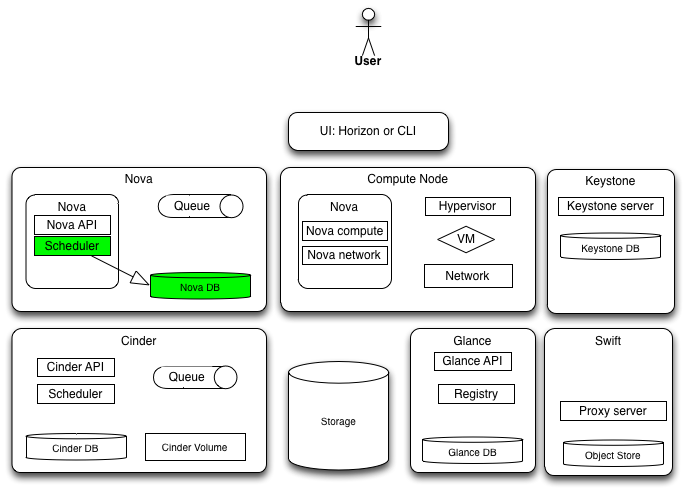 User
UI: Horizon or CLI
Nova
Nova
Nova API
Scheduler
Queue
Nova DB
Compute Node
Nova
Nova compute
Nova network
Hypervisor
VM
Network
Keystone
Keystone server
Keystone DB
Cinder
Cinder API
Scheduler
Queue
Cinder DB
Cinder Volume
Storage
Glance
Glance API
Registry
Glance DB
Swift
Proxy server
Object Store